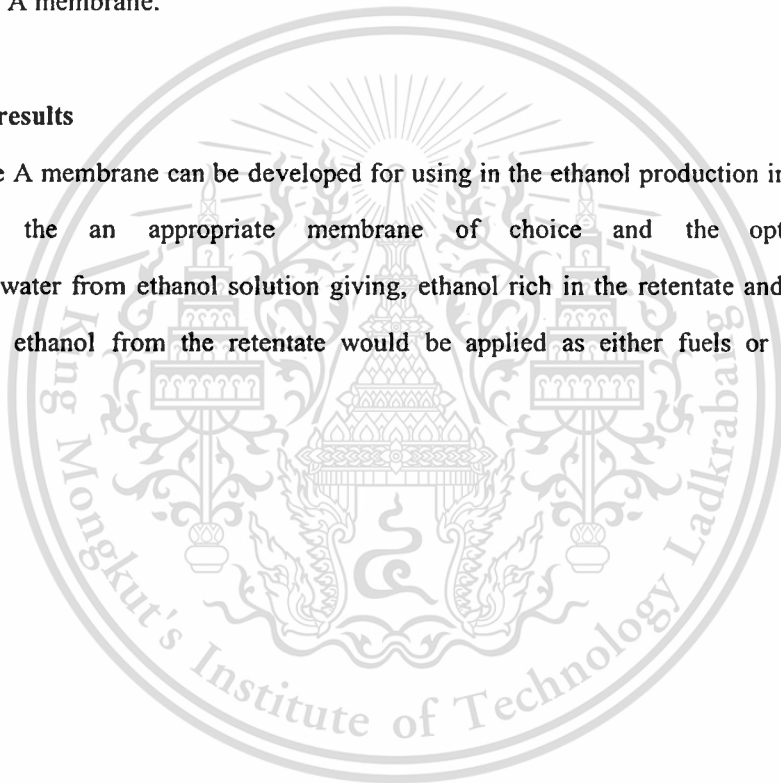 A membrane.
results
e A membrane can be developed for using in the ethanol production in
the an appropriate membrane of choice and the opt
water from ethanol solution giving, ethanol rich in the retentate and
ethanol from the retentate would be applied as either fuels or
King Mongkut's Institute of Technology Ladkrabang